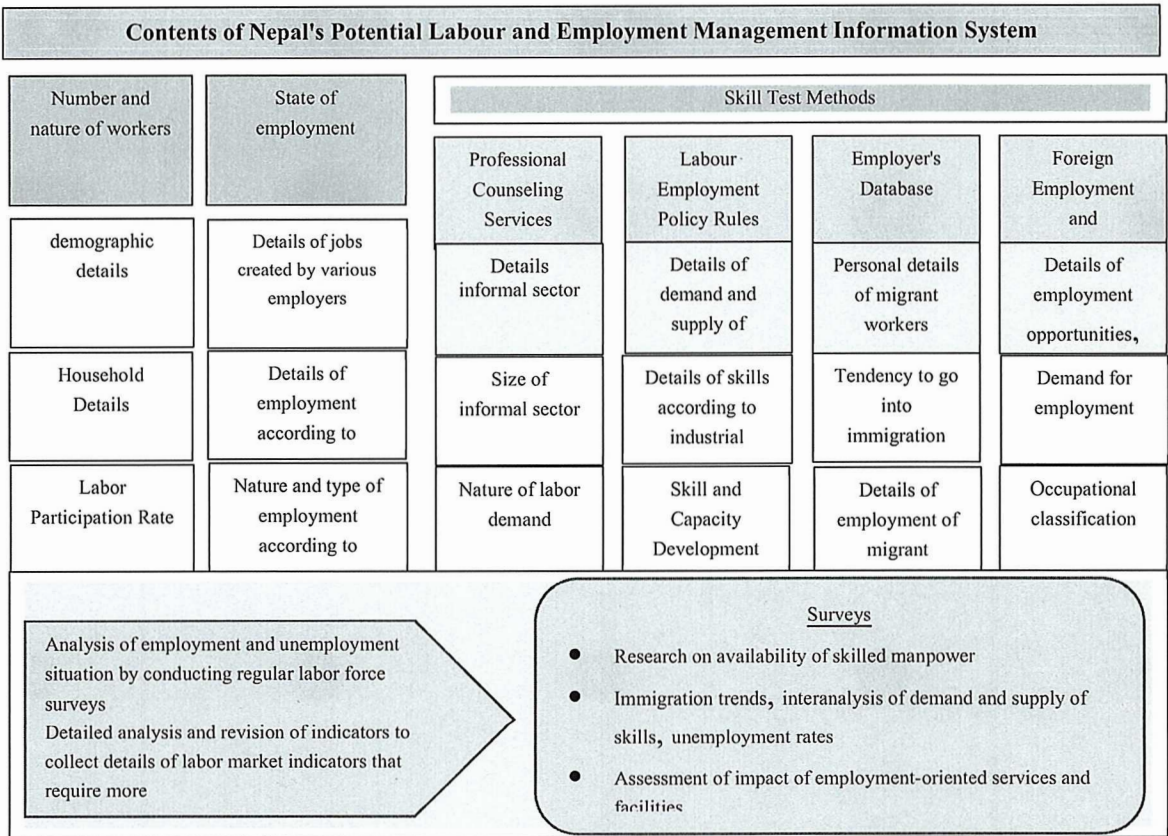 Contents of Nepal's Potential Labour and Employment Management Information System
Number and
nature of workers
State of
employment
Skill Test Methods
Professional
Counseling
Services
Labour
Employment
Policy Rules
Employer's
Database
Foreign
Employment
and
demographic
details
Details of jobs
created by various
employers
Details
informal sector
Details of
demand and
supply of
Personal details
of migrant
workers
Details of
employment
opportunities,
Household
Details
Details of
employment
according to
Size of
informal sector
Details of skills
according to
industrial
Tendency to go
into
immigration
Demand for
employment
Labor
Participation Rate
Nature and type of
employment
according to
Nature of labor
demand
Skill and
Capacity
Development
Details of
employment of
migrant
Occupational
classification
Analysis of employment and unemployment
situation by conducting regular labor force
surveys
Detailed analysis and revision of indicators to
collect details of labor market indicators that
require more
Surveys
● Research on availability of skilled manpower
● Immigration trends, interanalysis of demand and supply of
skills, unemployment rates
● Assessment of impact of employment-oriented services and
facilities